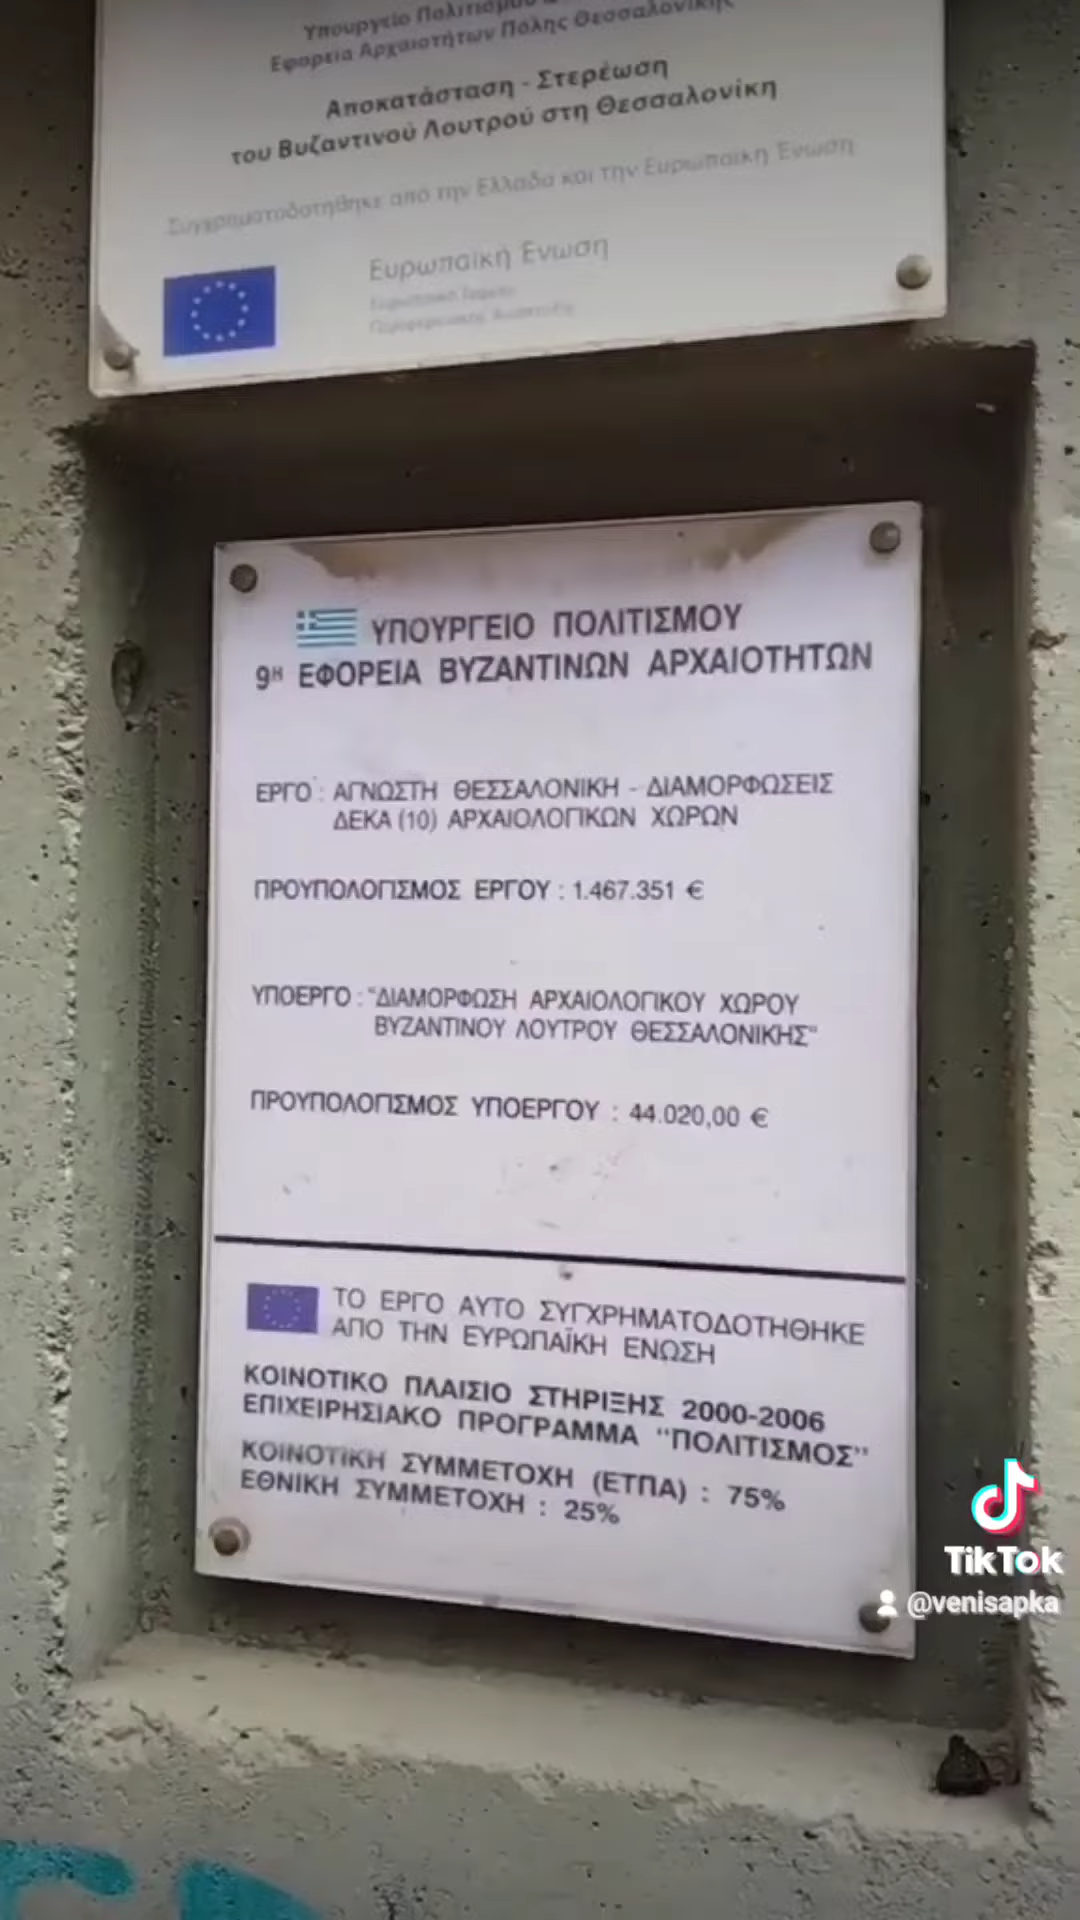 Υπουργείο Πολιτισμού
Εφορεία Αρχαιοτήτων Πόλης Θεσσαλονίκης
Αποκατάσταση - Στερέωση
του Βυζαντινού Λουτρού στη Θεσσαλονίκη
Συγχρηματοδοτήθηκε από την Ελλάδα και την Ευρωπαϊκή Ένωση
Ευρωπαϊκή Ένωση
Ευρωπαϊκό Ταμείο
Περιφερειακής Ανάπτυξης
ΥΠΟΥΡΓΕΙΟ ΠΟΛΙΤΙΣΜΟΥ
9Η ΕΦΟΡΕΙΑ ΒΥΖΑΝΤΙΝΩΝ ΑΡΧΑΙΟΤΗΤΩΝ
ΕΡΓΟ : ΑΓΝΩΣΤΗ ΘΕΣΣΑΛΟΝΙΚΗ - ΔΙΑΜΟΡΦΩΣΕΙΣ
ΔΕΚΑ (10) ΑΡΧΑΙΟΛΟΓΙΚΩΝ ΧΩΡΩΝ
ΠΡΟΥΠΟΛΟΓΙΣΜΟΣ ΕΡΓΟΥ : 1.467.351 €
ΥΠΟΕΡΓΟ : "ΔΙΑΜΟΡΦΩΣΗ ΑΡΧΑΙΟΛΟΓΙΚΟΥ ΧΩΡΟΥ
ΒΥΖΑΝΤΙΝΟΥ ΛΟΥΤΡΟΥ ΘΕΣΣΑΛΟΝΙΚΗΣ"
ΠΡΟΥΠΟΛΟΓΙΣΜΟΣ ΥΠΟΕΡΓΟΥ : 44.020,00 €
ΤΟ ΕΡΓΟ ΑΥΤΟ ΣΥΓΧΡΗΜΑΤΟΔΟΤΗΘΗΚΕ
ΑΠΟ ΤΗΝ ΕΥΡΩΠΑΪΚΗ ΕΝΩΣΗ
ΚΟΙΝΟΤΙΚΟ ΠΛΑΙΣΙΟ ΣΤΗΡΙΞΗΣ 2000-2006
ΕΠΙΧΕΙΡΗΣΙΑΚΟ ΠΡΟΓΡΑΜΜΑ "ΠΟΛΙΤΙΣΜΟΣ"
ΚΟΙΝΟΤΙΚΗ ΣΥΜΜΕΤΟΧΗ (ΕΤΠΑ) : 75%
ΕΘΝΙΚΗ ΣΥΜΜΕΤΟΧΗ : 25%
TikTok
@venisapka